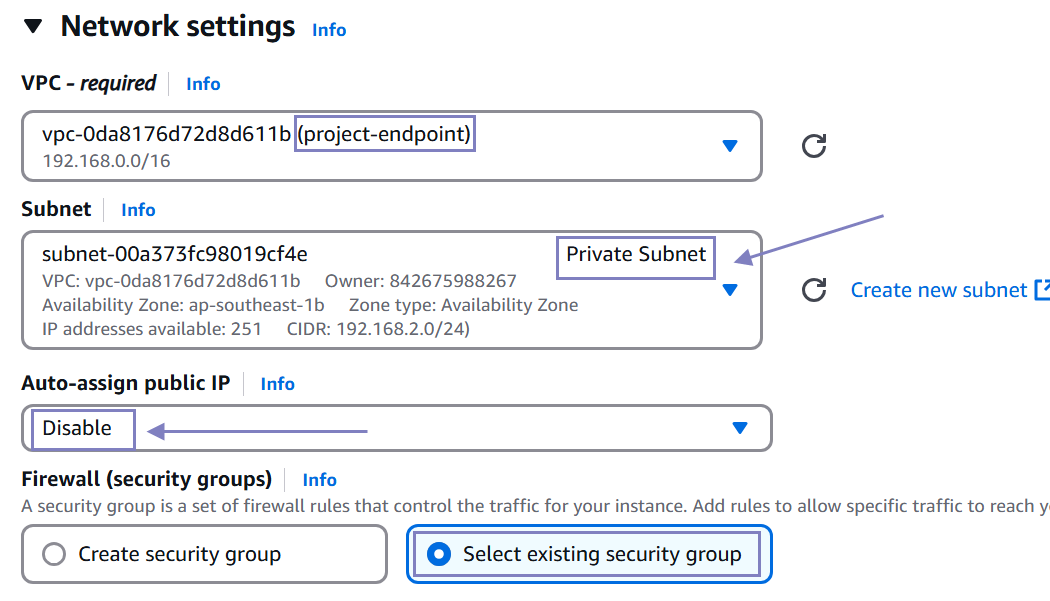 Network settings Info
VPC - required Info
vpc-0da8176d72d8d611b (project-endpoint)
192.168.0.0/16
Subnet Info
subnet-00a373fc98019cf4e Private Subnet
VPC: vpc-0da8176d72d8d611b Owner: 842675988267
Availability Zone: ap-southeast-1b Zone type: Availability Zone
IP addresses available: 251 CIDR: 192.168.2.0/24)
Create new subnet
Auto-assign public IP Info
Disable
Firewall (security groups) Info
A security group is a set of firewall rules that control the traffic for your instance. Add rules to allow specific traffic to reach
Create security group
Select existing security group